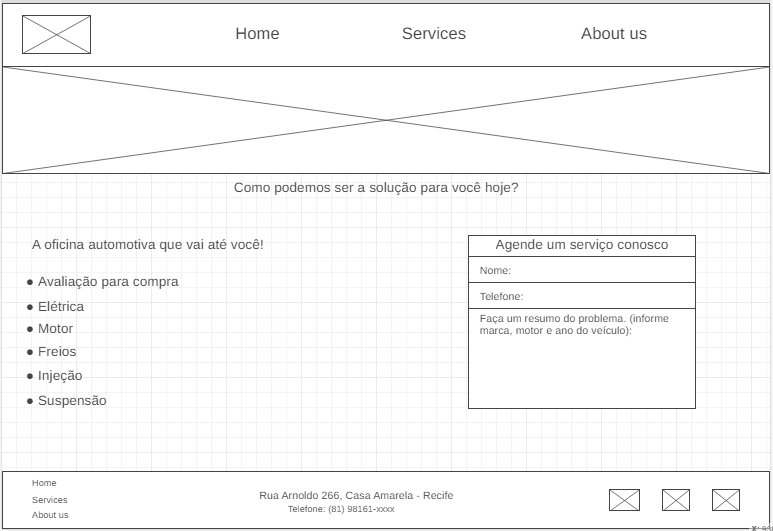 Home
Services
About us
Como podemos ser a solução para você hoje?
A oficina automotiva que vai até você!
● Avaliação para compra
● Elétrica
● Motor
● Freios
● Injeção
● Suspensão
Agende um serviço conosco
Nome:
Telefone:
Faça um resumo do problema. (informe
marca, motor e ano do veículo):
Home
Services
About us
Rua Arnoldo 266, Casa Amarela - Recife
Telefone: (81) 98161-xxxx